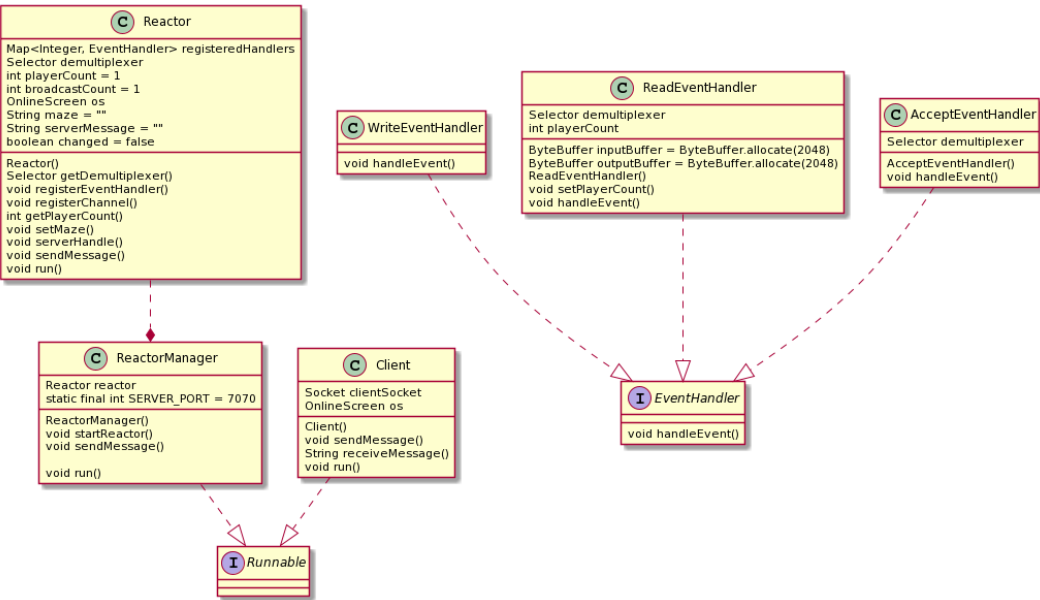 C Reactor
Map<Integer, EventHandler> registeredHandlers
Selector demultiplexer
int playerCount = 1
int broadcastCount = 1
OnlineScreen os
String maze = ""
String serverMessage = ""
boolean changed = false
Reactor()
Selector getDemultiplexer()
void registerEventHandler()
void registerChannel()
int getPlayerCount()
void setMaze()
void serverHandle()
void sendMessage()
void run()
C WriteEventHandler
void handleEvent()
C ReadEventHandler
Selector demultiplexer
int playerCount
ByteBuffer inputBuffer = ByteBuffer.allocate(2048)
ByteBuffer outputBuffer = ByteBuffer.allocate(2048)
ReadEventHandler()
void setPlayerCount()
void handleEvent()
C AcceptEventHandler
Selector demultiplexer
AcceptEventHandler()
void handleEvent()
C ReactorManager
Reactor reactor
static final int SERVER_PORT = 7070
ReactorManager()
void startReactor()
void sendMessage()
void run()
C Client
Socket clientSocket
OnlineScreen os
Client()
void sendMessage()
String receiveMessage()
void run()
I EventHandler
void handleEvent()
I Runnable